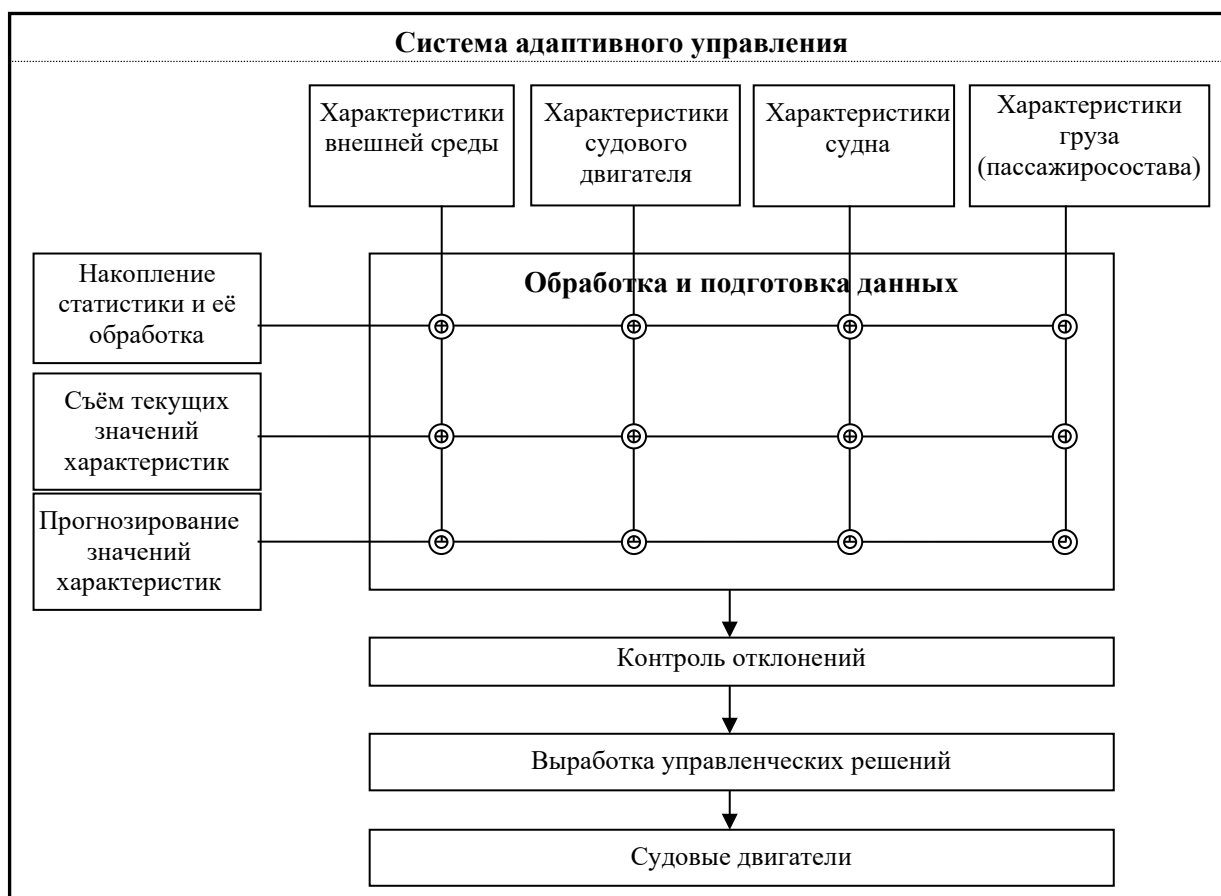 Система адаптивного управления
Характеристики
внешней среды
Характеристики
судового
двигателя
Характеристики
судна
Характеристики
груза
(пассажиросостава)
Накопление
статистики и её
обработка
Обработка и подготовка данных
Съём текущих
значений
характеристик
Прогнозирование
значений
характеристик
Контроль отклонений
Выработка управленческих решений
Судовые двигатели